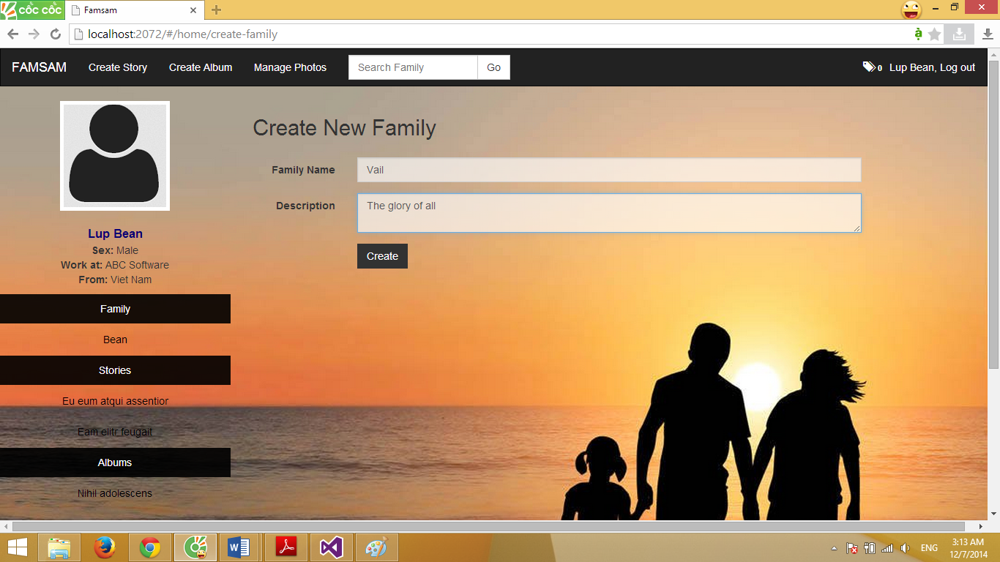 CỐC CỐC
Famsam
localhost:2072/#/home/create-family
FAMSAM Create Story Create Album Manage Photos Search Family Go 0 Lup Bean, Log out
Create New Family
Family Name Vail
Description The glory of all
Create
Lup Bean
Sex: Male
Work at: ABC Software
From: Viet Nam
Family
Bean
Stories
Eu eum atqui assentior
Eam elitr feugait
Albums
Nihil adolescens
ENG
3:13 AM
12/7/2014